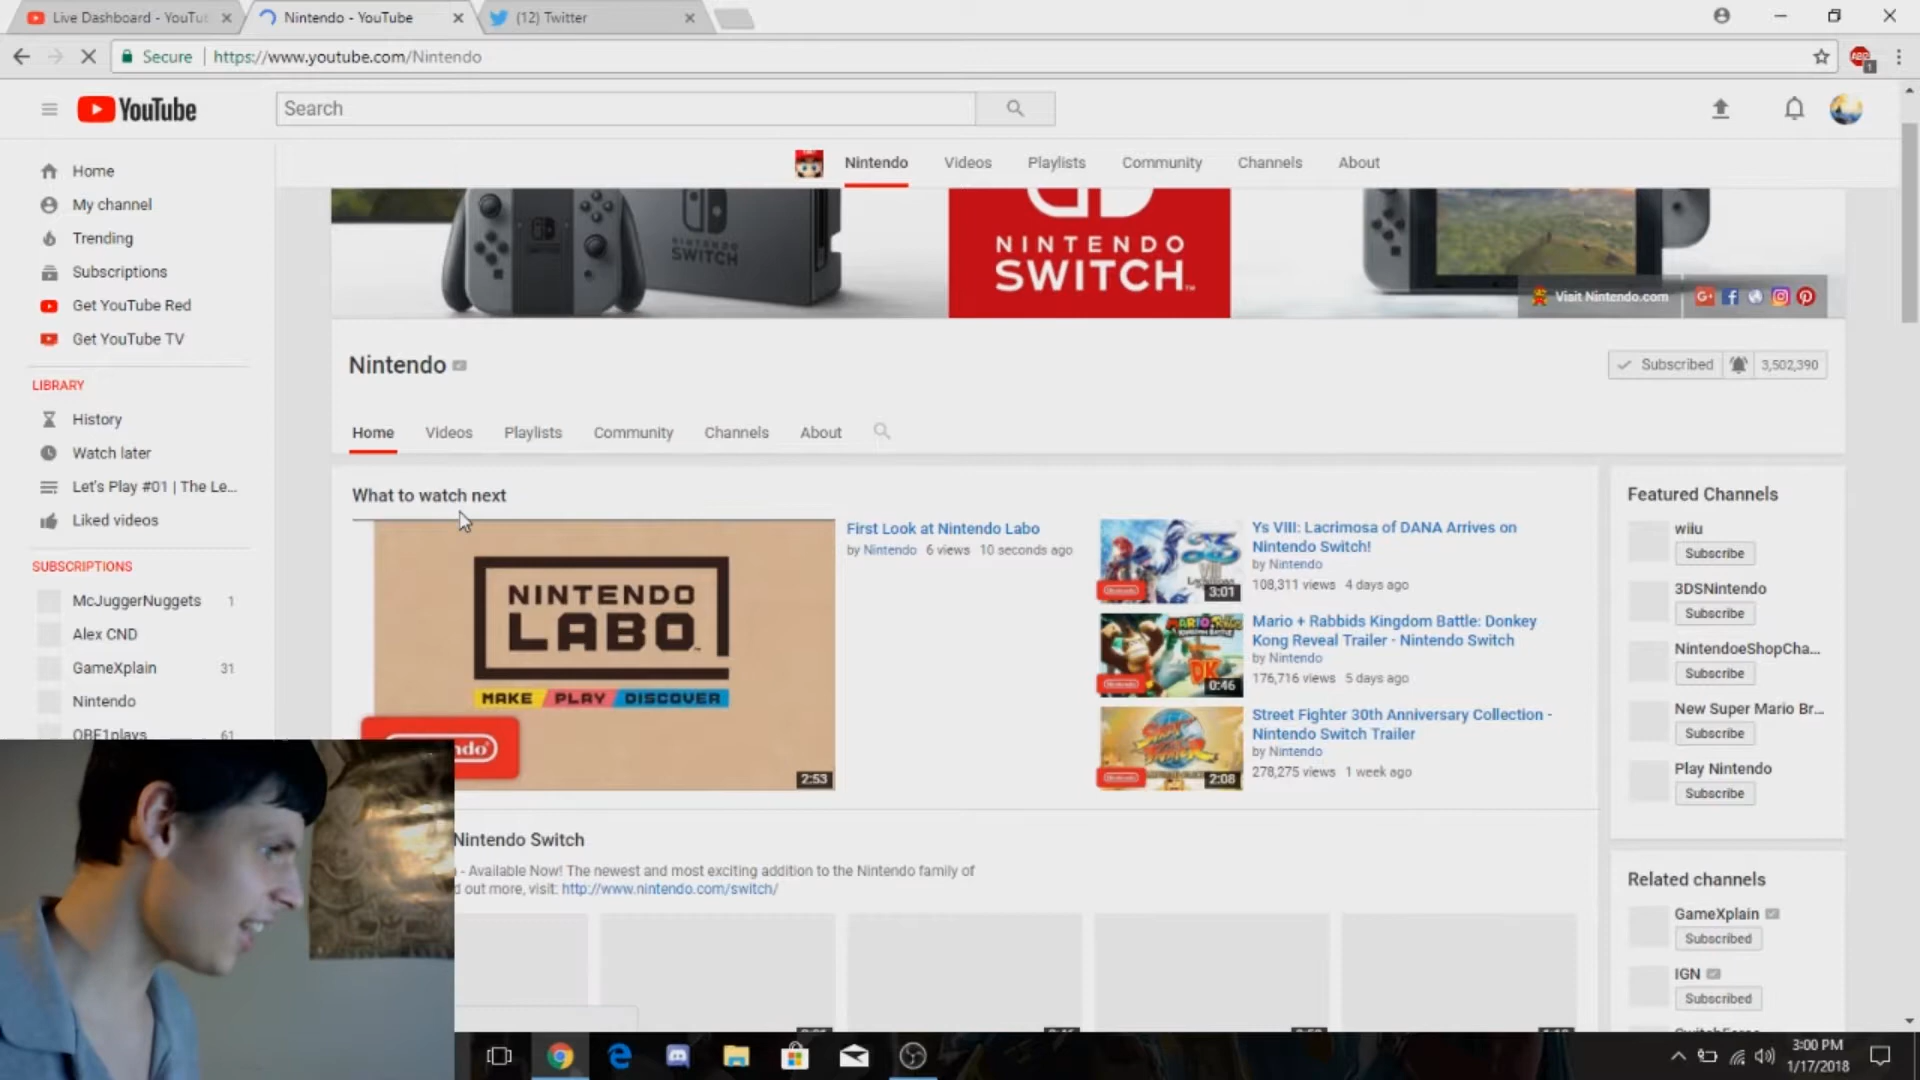 Live Dashboard - YouTu
Nintendo - YouTube
(12) Twitter
Secure
https://www.youtube.com/Nintendo
1
YouTube
Search
Nintendo Videos Playlists Community Channels About
Home
My channel
Trending
Subscriptions
Get YouTube Red
Get YouTube TV
LIBRARY
History
Watch later
Let's Play #01 | The Le...
Liked videos
SUBSCRIPTIONS
McJuggerNuggets 1
Alex CND
GameXplain 31
Nintendo
OBF1plays 61
NINTENDO
SWITCH
NINTENDO
SWITCH™
Visit Nintendo.com
Nintendo
Subscribed 3,502,390
Home Videos Playlists Community Channels About
What to watch next
NINTENDO
LABO™
MAKE PLAY DISCOVER
2:53
First Look at Nintendo Labo
by Nintendo 6 views 10 seconds ago
3:01
Ys VIII: Lacrimosa of DANA Arrives on
Nintendo Switch!
by Nintendo
108,311 views 4 days ago
DK
0:46
Mario + Rabbids Kingdom Battle: Donkey
Kong Reveal Trailer - Nintendo Switch
by Nintendo
176,716 views 5 days ago
2:08
Street Fighter 30th Anniversary Collection -
Nintendo Switch Trailer
by Nintendo
278,275 views 1 week ago
Nintendo Switch
- Available Now! The newest and most exciting addition to the Nintendo family of
d out more, visit: http://www.nintendo.com/switch/
Featured Channels
wiiu
Subscribe
3DSNintendo
Subscribe
NintendoeShopCha...
Subscribe
New Super Mario Br...
Subscribe
Play Nintendo
Subscribe
Related channels
GameXplain
Subscribed
IGN
Subscribed
3:00 PM
1/17/2018